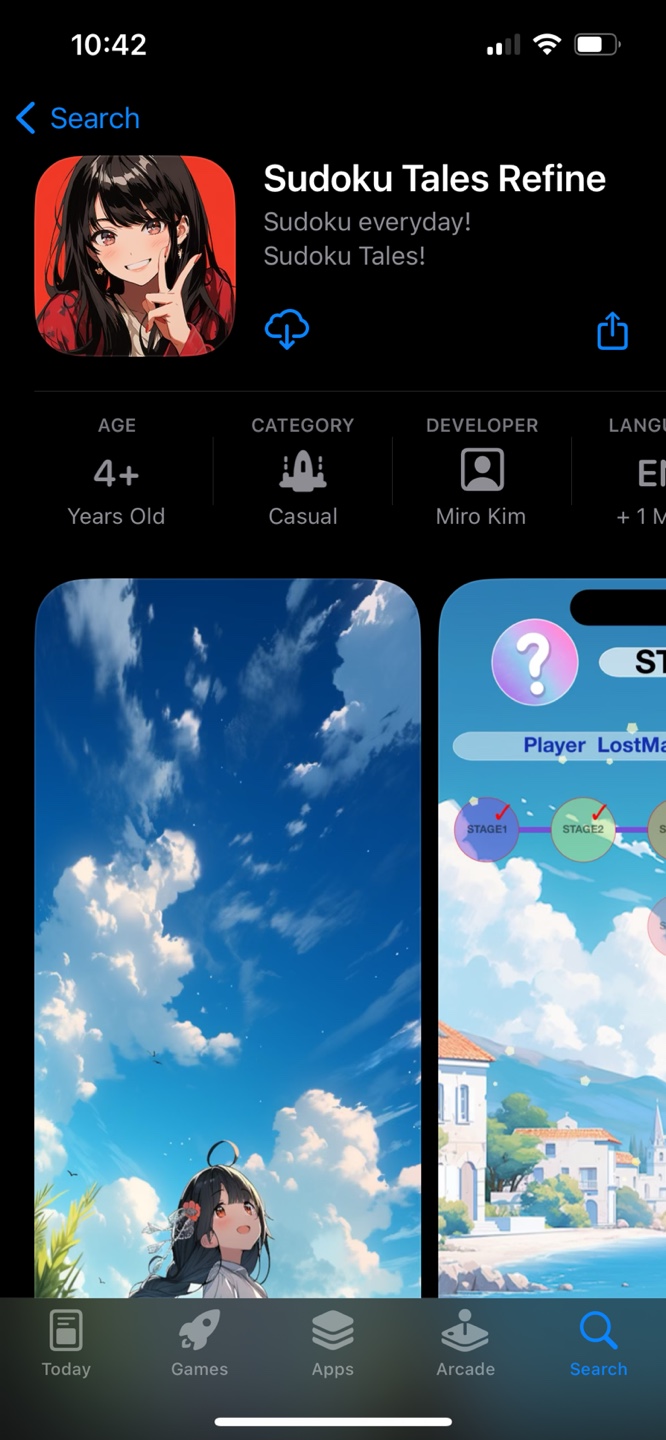 10:42
Search
Sudoku Tales Refine
Sudoku everyday!
Sudoku Tales!
AGE
4+
Years Old
CATEGORY
Casual
DEVELOPER
Miro Kim
LANGU
EN
+ 1 M
?
ST
Player LostMa
STAGE1
STAGE2
S
S
Today
Games
Apps
Arcade
Search